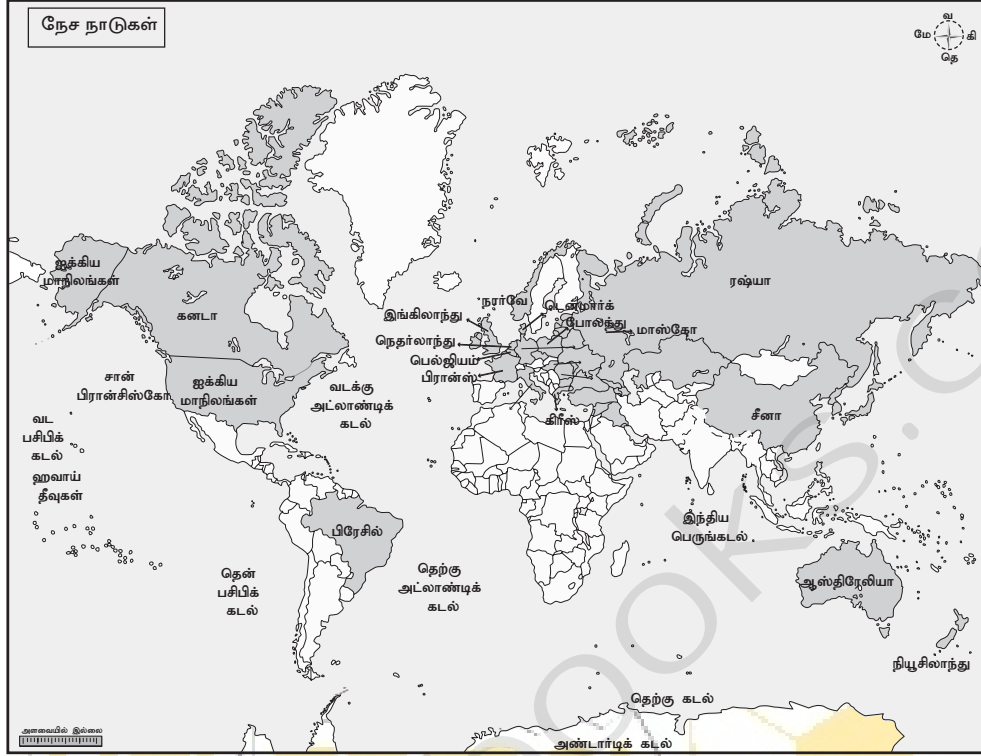 நேச நாடுகள்
வ
மே
கி
தெ
ஐக்கிய
மாநிலங்கள்
கனடா
ரஷ்யா
நார்வே
டென்மார்க்
இங்கிலாந்து
போலந்து
மாஸ்கோ
நெதர்லாந்து
பெல்ஜியம்
பிரான்ஸ்
சான்
பிரான்சிஸ்கோ
ஐக்கிய
மாநிலங்கள்
வடக்கு
அட்லாண்டிக்
கடல்
சீனா
கிரீஸ்
வட
பசிபிக்
கடல்
ஹவாய்
தீவுகள்
பிரேசில்
இந்திய
பெருங்கடல்
தென்
பசிபிக்
கடல்
தெற்கு
அட்லாண்டிக்
கடல்
ஆஸ்திரேலியா
நியூசிலாந்து
தெற்கு கடல்
அளவையில் இல்லை
அண்டார்டிக் கடல்
ooks.c